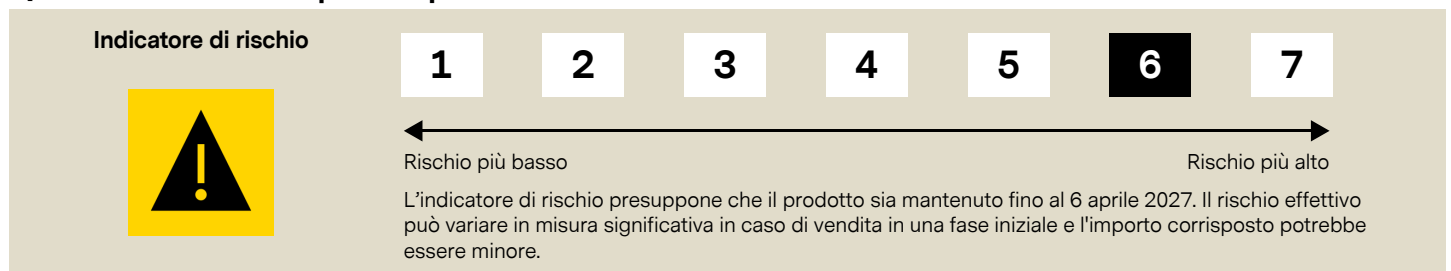 Indicatore di rischio
1 2 3 4 5 6 7
Rischio più basso Rischio più alto
L'indicatore di rischio presuppone che il prodotto sia mantenuto fino al 6 aprile 2027. Il rischio effettivo
può variare in misura significativa in caso di vendita in una fase iniziale e l'importo corrisposto potrebbe
essere minore.